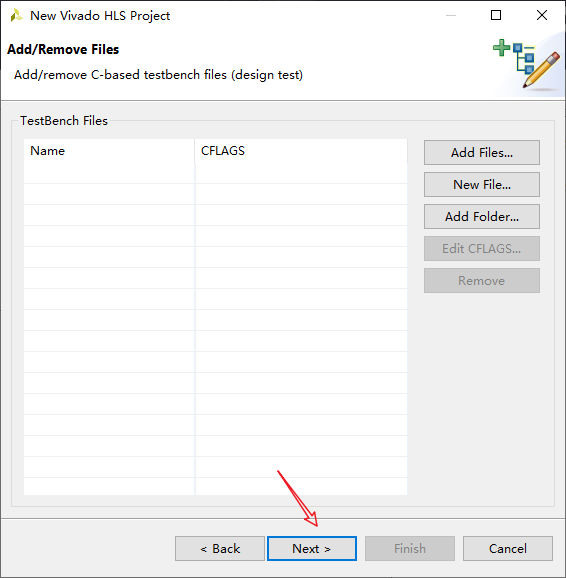 New Vivado HLS Project
Add/Remove Files
Add/remove C-based testbench files (design test)
TestBench Files
Name CFLAGS
Add Files...
New File...
Add Folder...
Edit CFLAGS...
Remove
< Back Next > Finish Cancel